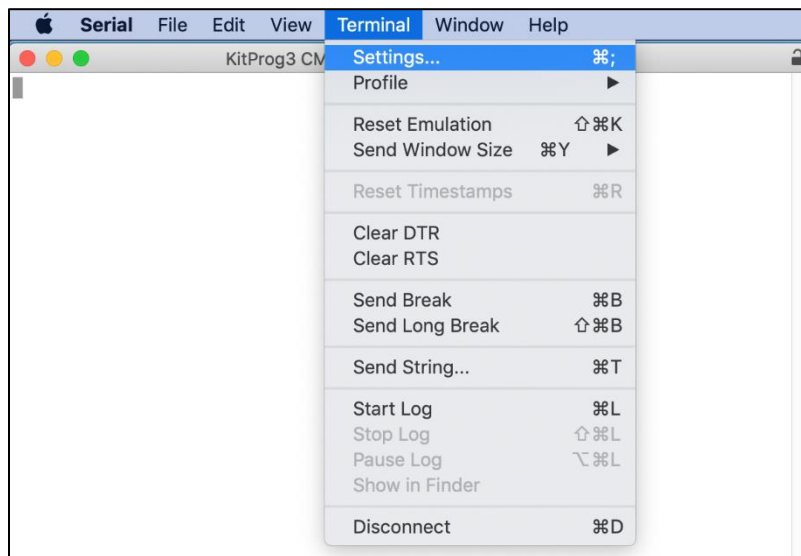 Serial File Edit View Terminal Window Help
KitProg3 CM
Settings... ⌘;
Profile ▶
Reset Emulation ⇧⌘K
Send Window Size ⌘Y ▶
Reset Timestamps ⌘R
Clear DTR
Clear RTS
Send Break ⌘B
Send Long Break ⇧⌘B
Send String... ⌘T
Start Log ⌘L
Stop Log ⇧⌘L
Pause Log ⌥⌘L
Show in Finder
Disconnect ⌘D